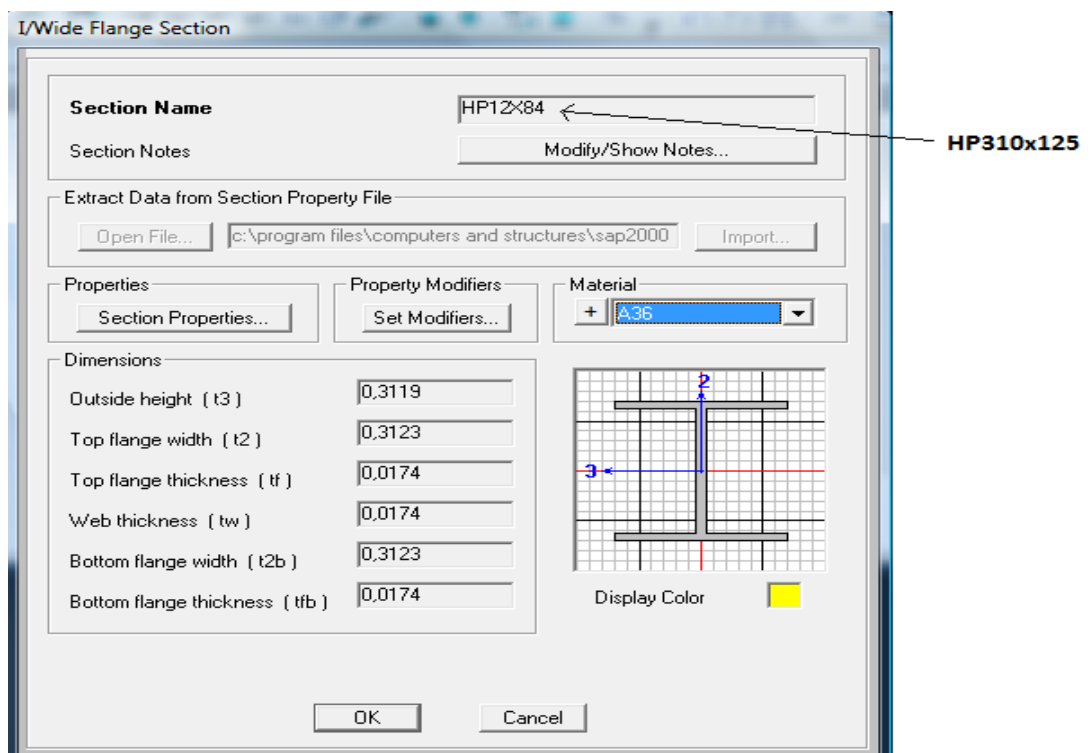 I/Wide Flange Section
Section Name
HP12X84
HP310x125
Section Notes
Modify/Show Notes...
Extract Data from Section Property File
Open File...
c:\program files\computers and structures\sap2000
Import...
Properties
Section Properties...
Property Modifiers
Set Modifiers...
Material
+
A36
Dimensions
Outside height ( t3 )
0,3119
Top flange width ( t2 )
0,3123
Top flange thickness ( tf )
0,0174
Web thickness ( tw )
0,0174
Bottom flange width ( t2b )
0,3123
Bottom flange thickness ( tfb )
0,0174
2
3
Display Color
OK
Cancel